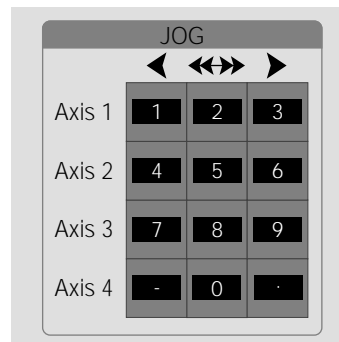 JOG
Axis 1 1 2 3
Axis 2 4 5 6
Axis 3 7 8 9
Axis 4 - 0 .